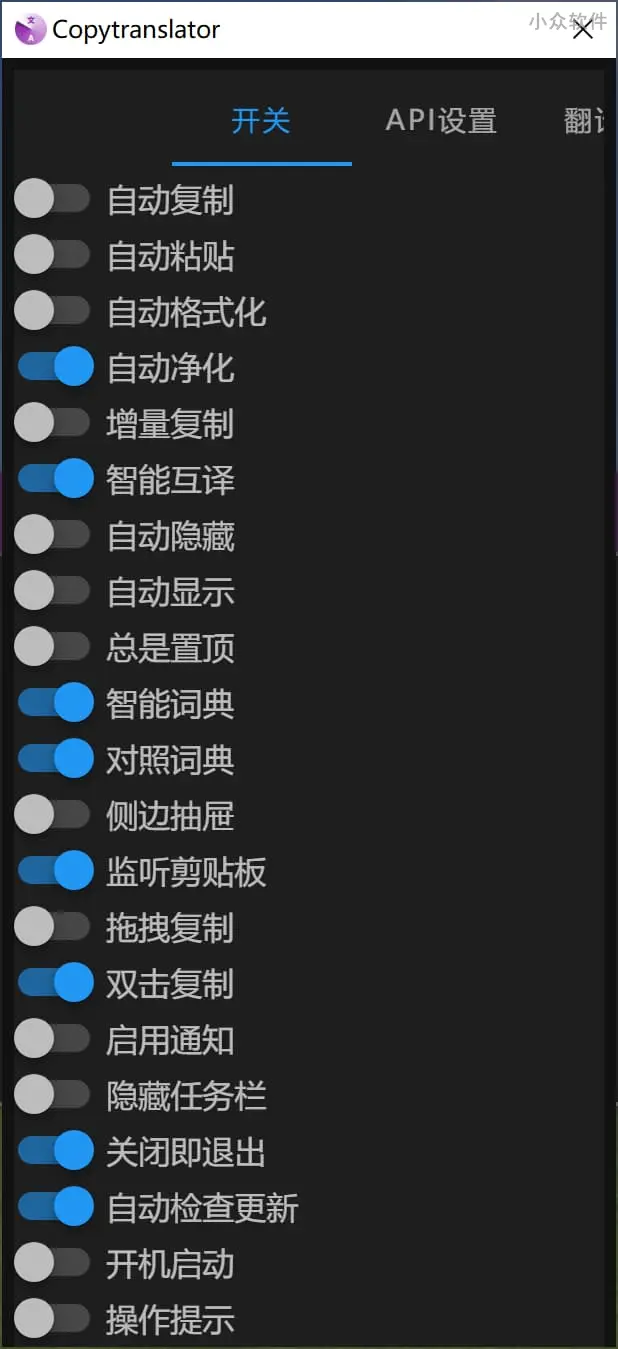 Copytranslator
小众软件
开关 API设置 翻译
自动复制
自动粘贴
自动格式化
自动净化
增量复制
智能互译
自动隐藏
自动显示
总是置顶
智能词典
对照词典
侧边抽屉
监听剪贴板
拖拽复制
双击复制
启用通知
隐藏任务栏
关闭即退出
自动检查更新
开机启动
操作提示